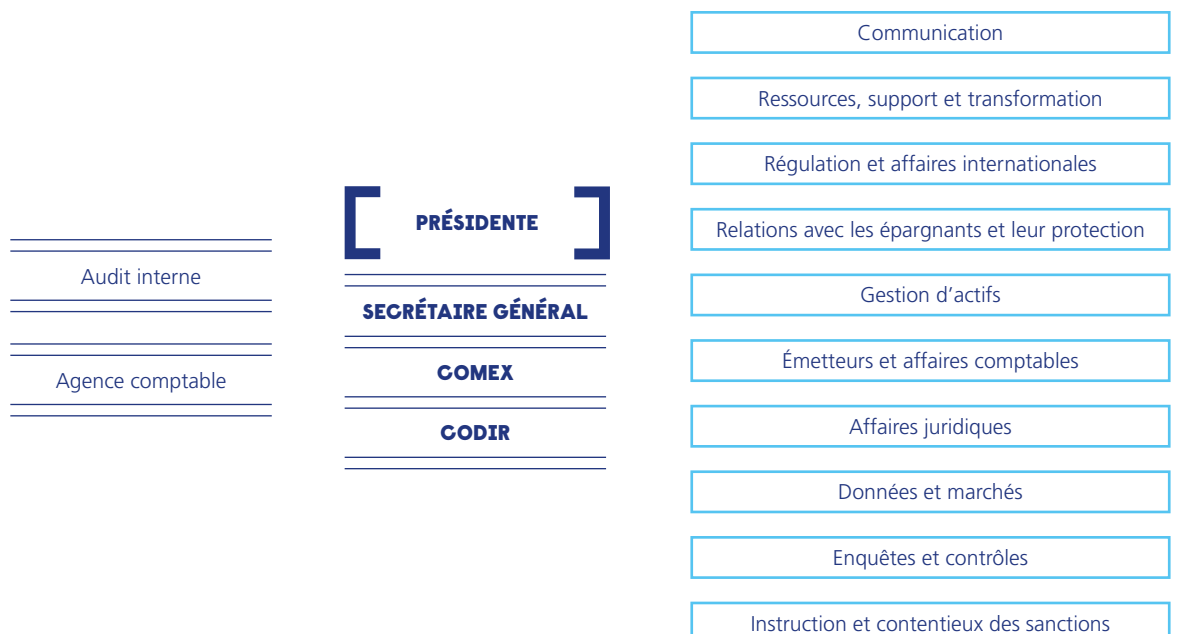 Audit interne
Agence comptable
PRÉSIDENTE
SECRÉTAIRE GÉNÉRAL
COMEX
CODIR
Communication
Ressources, support et transformation
Régulation et affaires internationales
Relations avec les épargnants et leur protection
Gestion d’actifs
Émetteurs et affaires comptables
Affaires juridiques
Données et marchés
Enquêtes et contrôles
Instruction et contentieux des sanctions